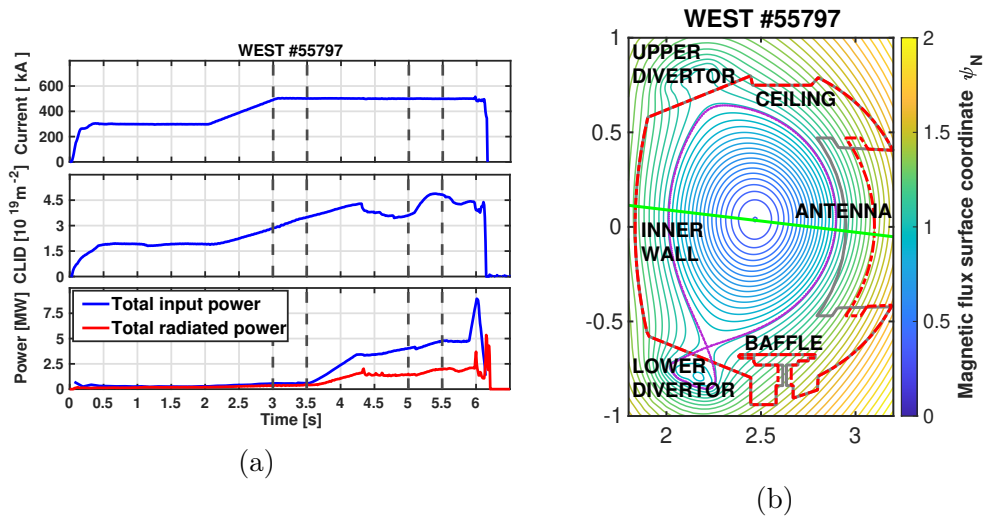 WEST #55797
Current [ kA]
600
400
200
0
CLID [10 ¹⁹m⁻²]
4.5
3
1.5
0
Power [MW]
7.5
5
2.5
0
Total input power
Total radiated power
0 0.5 1 1.5 2 2.5 3 3.5 4 4.5 5 5.5 6
Time [s]
(a)
WEST #55797
1
0.5
0
-0.5
-1
UPPER
DIVERTOR
CEILING
ANTENNA
INNER
WALL
BAFFLE
LOWER
DIVERTOR
2 2.5 3
2
1.5
1
0.5
0
Magnetic flux surface coordinate ψ_N
(b)